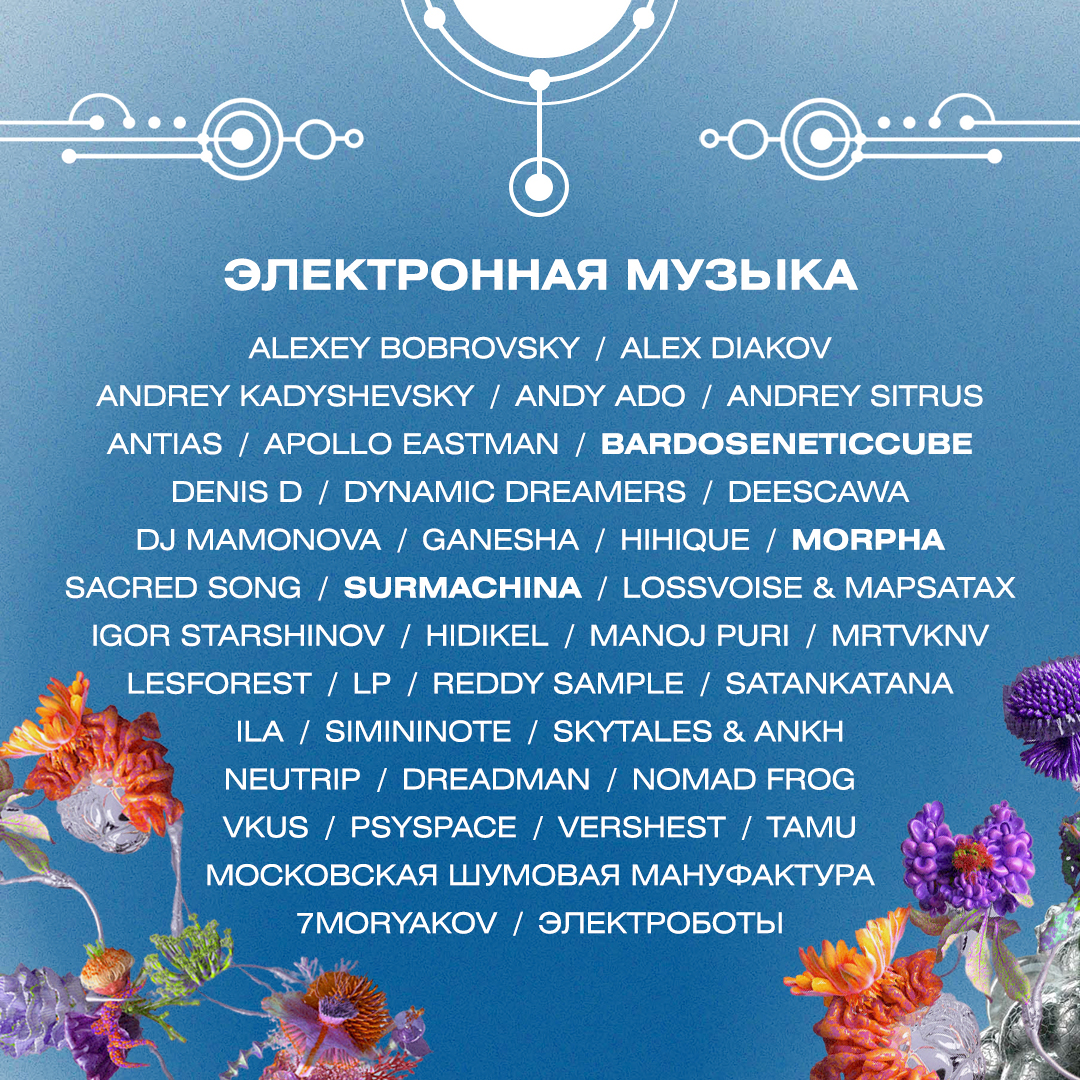 ЭЛЕКТРОННАЯ МУЗЫКА
ALEXEY BOBROVSKY / ALEX DIAKOV
ANDREY KADYSHEVSKY / ANDY ADO / ANDREY SITRUS
ANTIAS / APOLLO EASTMAN / BARDOSENETICCUBE
DENIS D / DYNAMIC DREAMERS / DEESCAWA
DJ MAMONOVA / GANESHA / HIHIQUE / MORPHA
SACRED SONG / SURMACHINA / LOSSVOISE & MAPSATAX
IGOR STARSHINOV / HIDIKEL / MANOJ PURI / MRTVKNV
LESFOREST / LP / REDDY SAMPLE / SATANKATANA
ILA / SIMININOTE / SKYTALES & ANKH
NEUTRIP / DREADMAN / NOMAD FROG
VKUS / PSYSPACE / VERSHEST / TAMU
МОСКОВСКАЯ ШУМОВАЯ МАНУФАКТУРА
7MORYAKOV / ЭЛЕКТРОБОТЫ